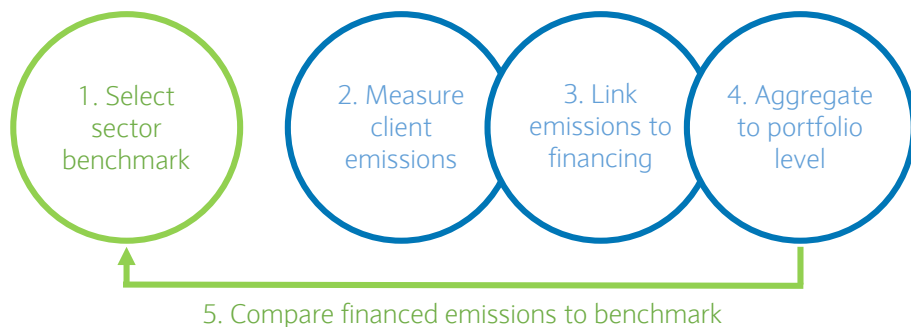 1. Select
sector
benchmark
2. Measure
client
emissions
3. Link
emissions to
financing
4. Aggregate
to portfolio
level
5. Compare financed emissions to benchmark